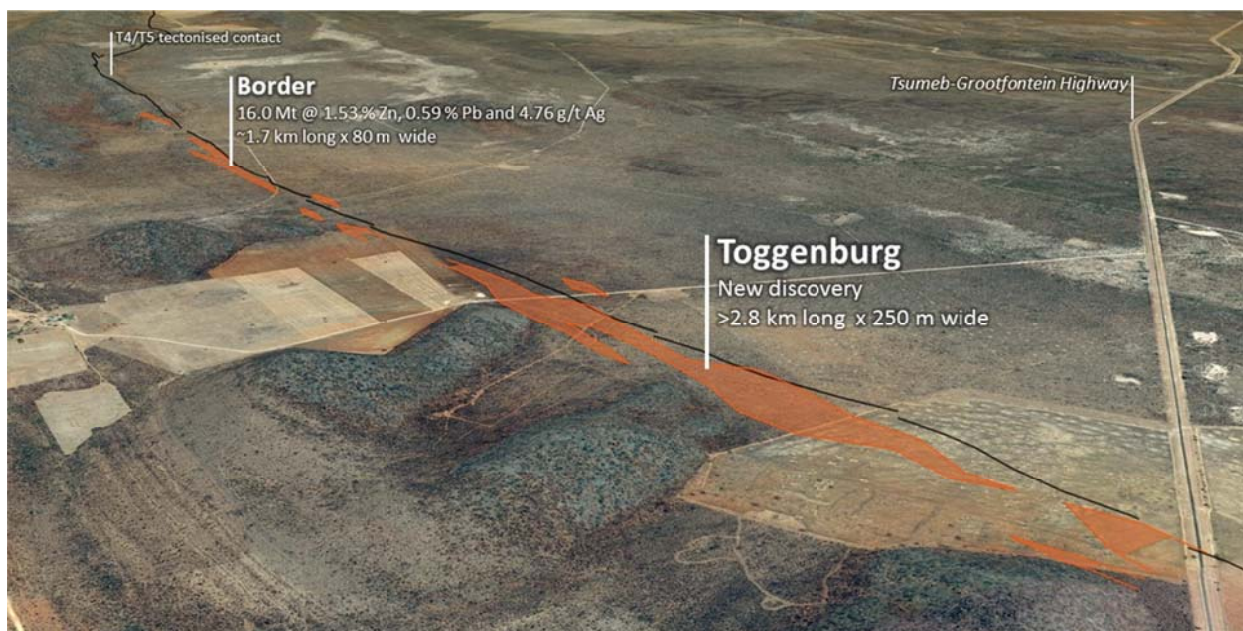 T4/T5 tectonised contact
Border
16.0 Mt @ 1.53 % Zn, 0.59 % Pb and 4.76 g/t Ag
~1.7 km long x 80 m wide
Tsumeb-Grootfontein Highway
Toggenburg
New discovery
>2.8 km long x 250 m wide